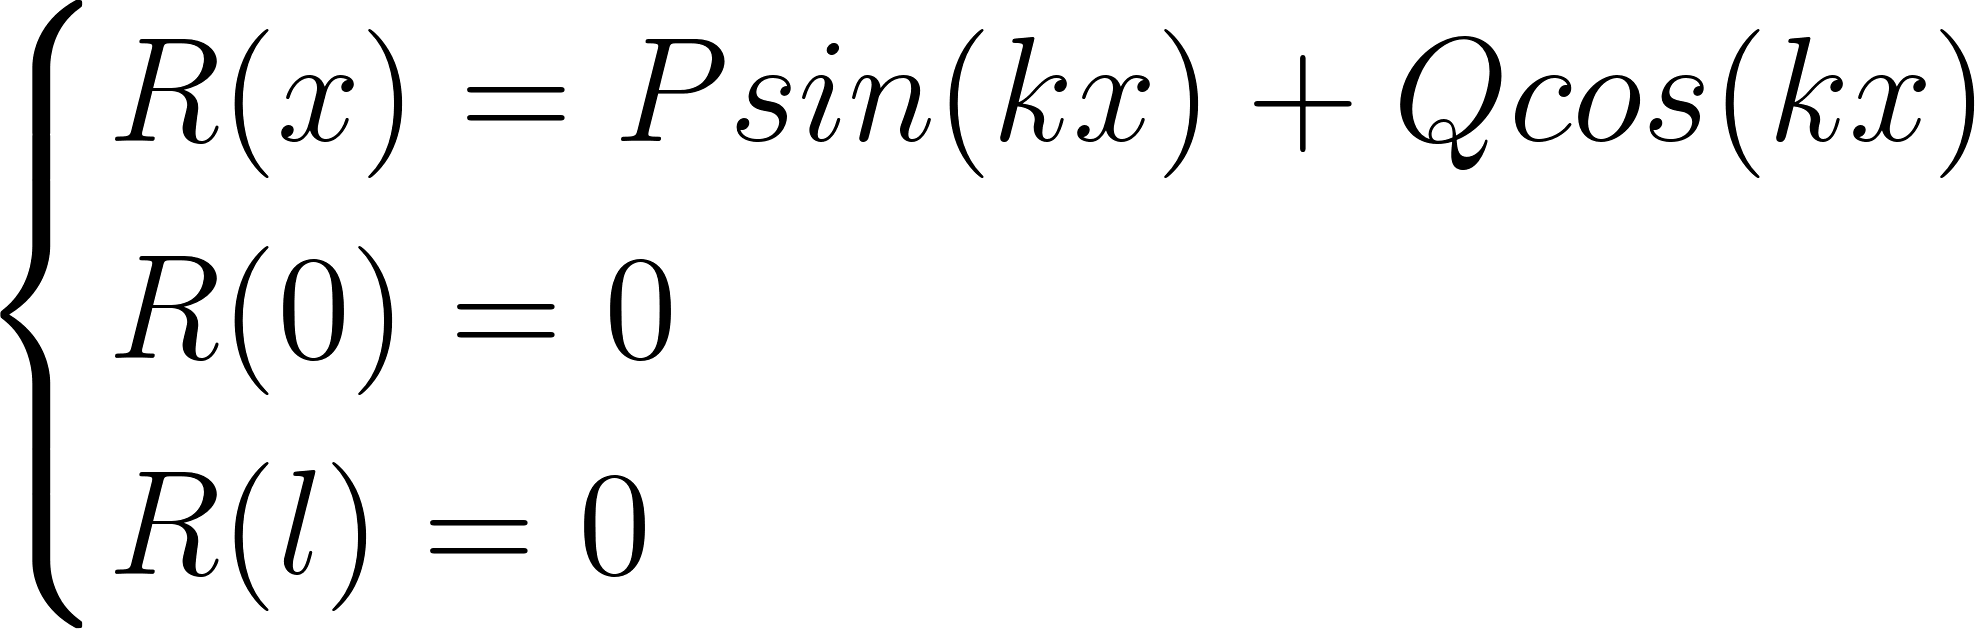 R(x) = Psin(kx) + Qcos(kx)
R(0) = 0
R(l) = 0